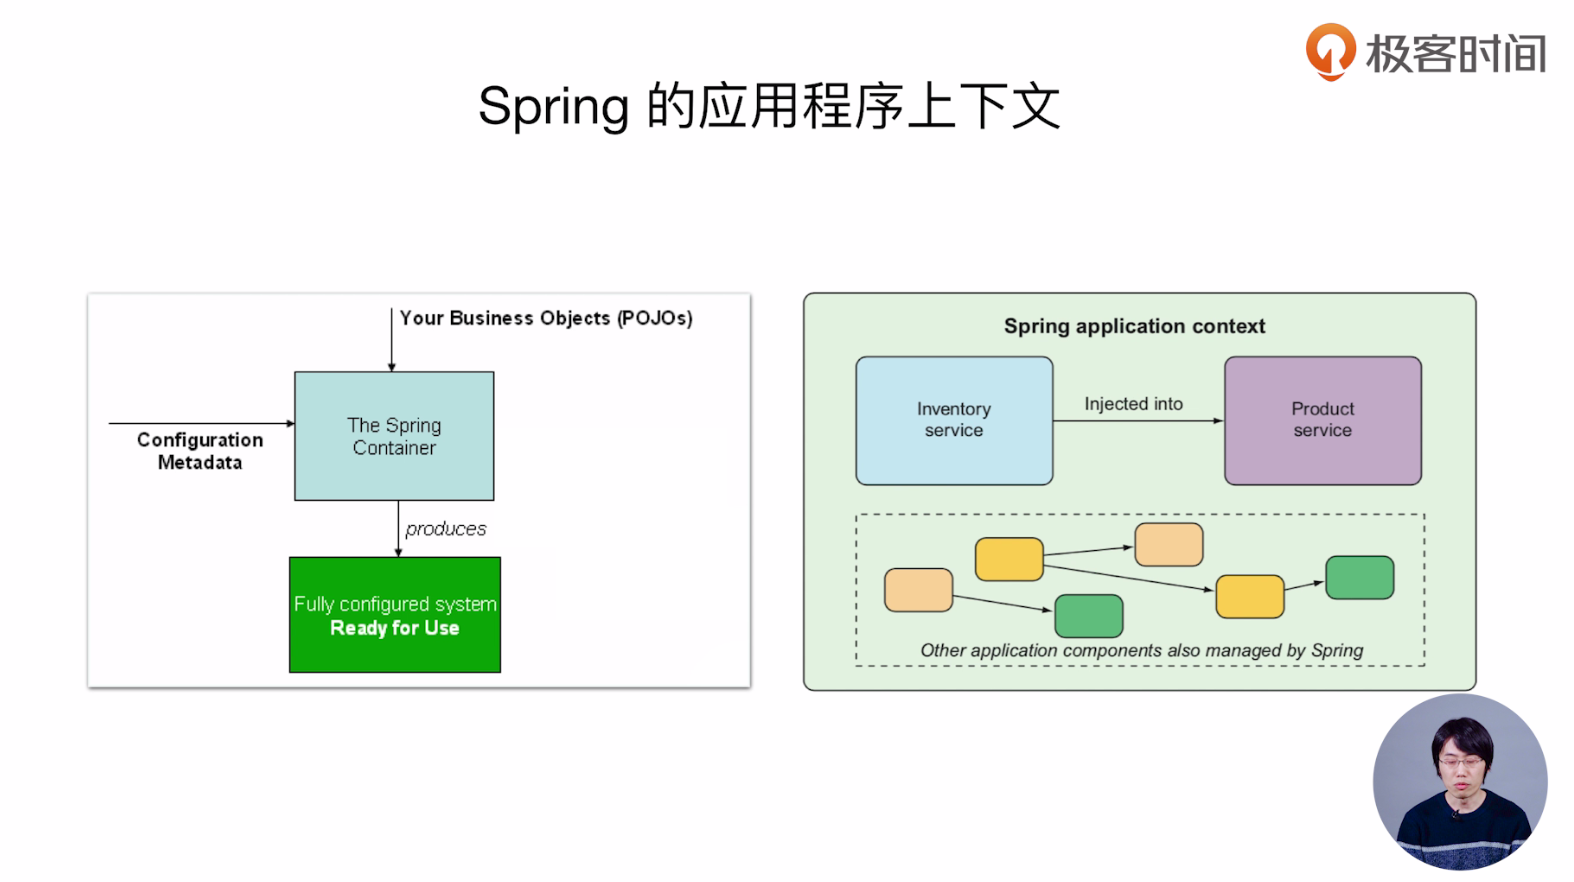 极客时间
Spring 的应用程序上下文
Your Business Objects (POJOs)
The Spring
Container
Configuration
Metadata
produces
Fully configured system
Ready for Use
Spring application context
Inventory
service
Injected into
Product
service
Other application components also managed by Spring